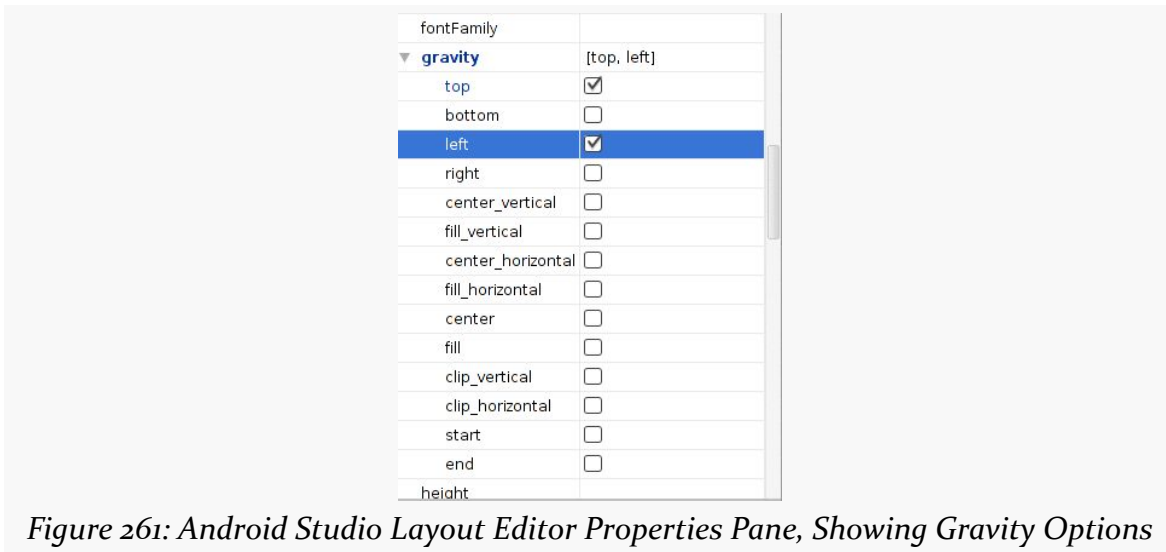 fontFamily
gravity [top, left]
top
bottom
left
right
center_vertical
fill_vertical
center_horizontal
fill_horizontal
center
fill
clip_vertical
clip_horizontal
start
end
height
Figure 261: Android Studio Layout Editor Properties Pane, Showing Gravity Options